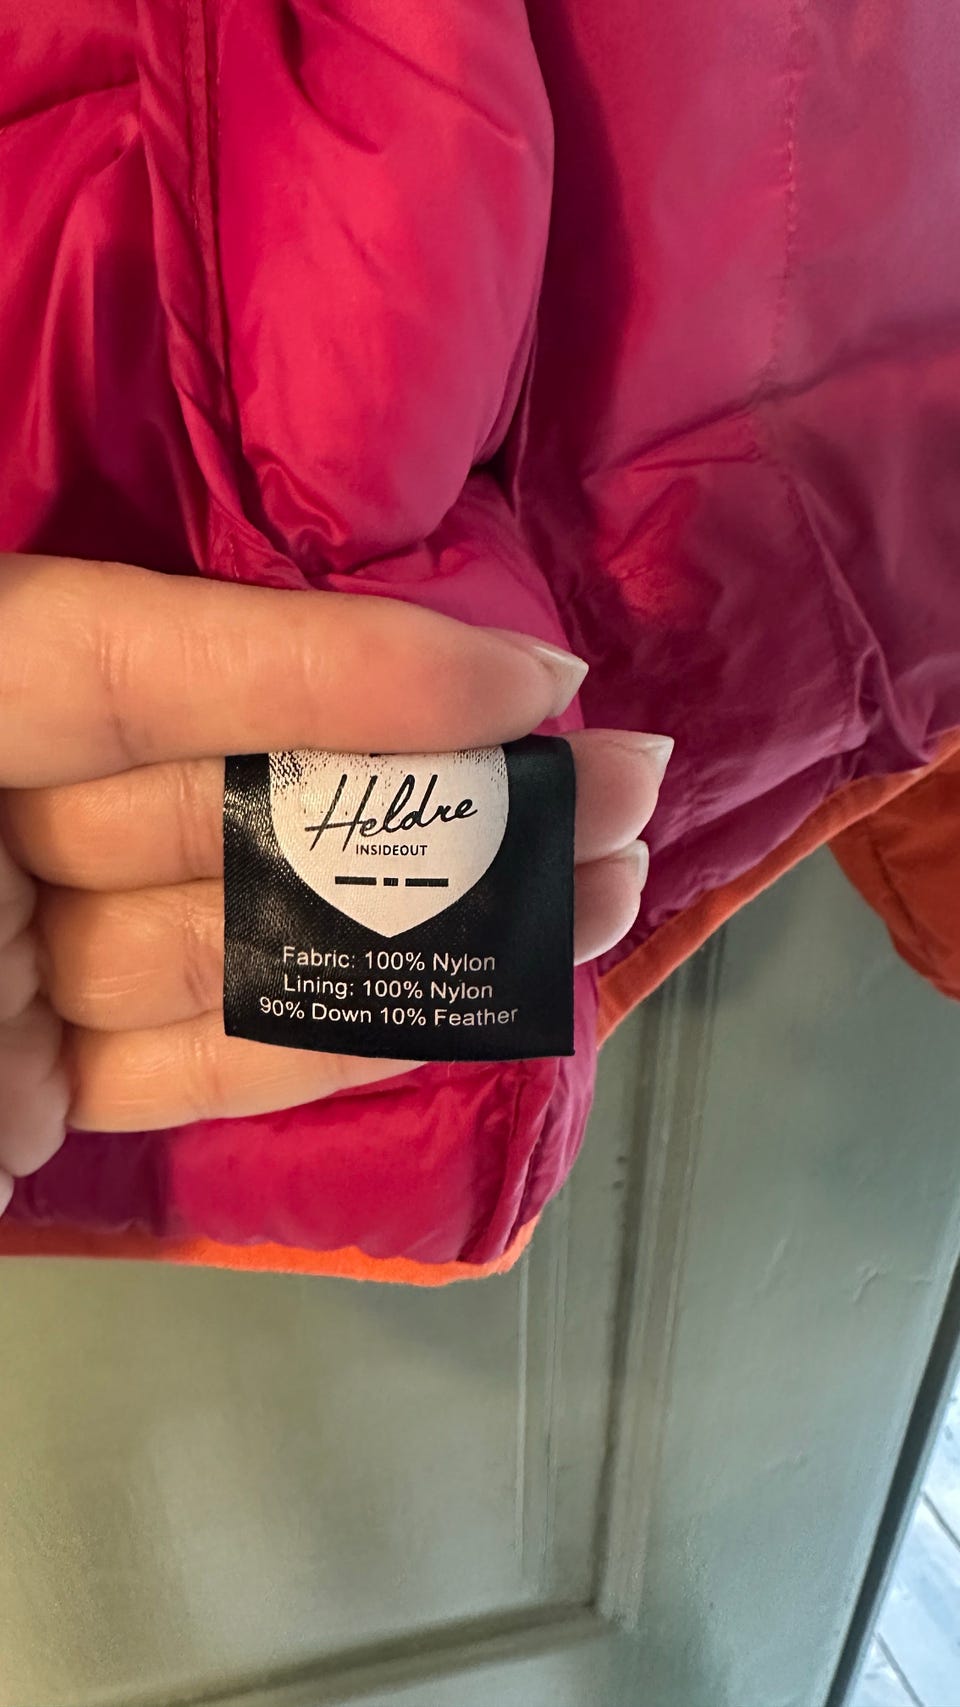 Heldre
INSIDEOUT
Fabric: 100% Nylon
Lining: 100% Nylon
90% Down 10% Feather